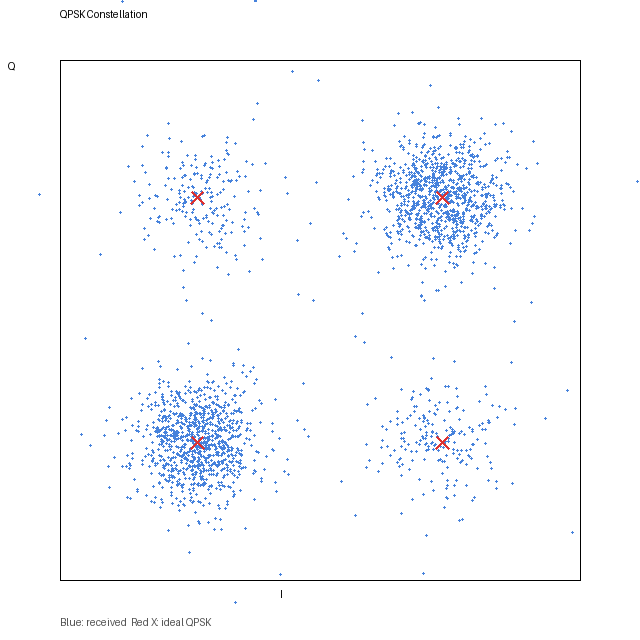 QPSK Constellation
Q
I
Blue: received  Red X: ideal QPSK